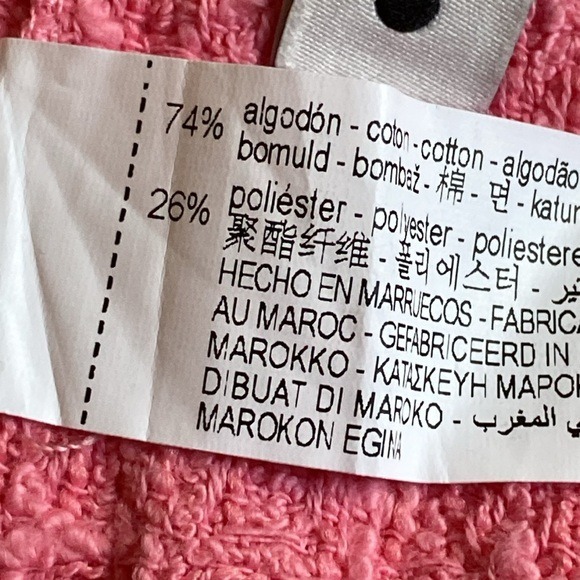 74% algodón - coton - cotton - algodão
bomuld - bombaž - 棉 - 면 - katun
26% poliéster - polyester - poliestere
聚酯纤维 - 폴리에스터 -
HECHO EN MARRUECOS - FABRICA
AU MAROC - GEFABRICEERD IN
MAROKKO - ΚΑΤΑΣΚΕΥΗ ΜΑΡΟ
DIBUAT DI MAROKO - في المغرب
MAROKON EGINA